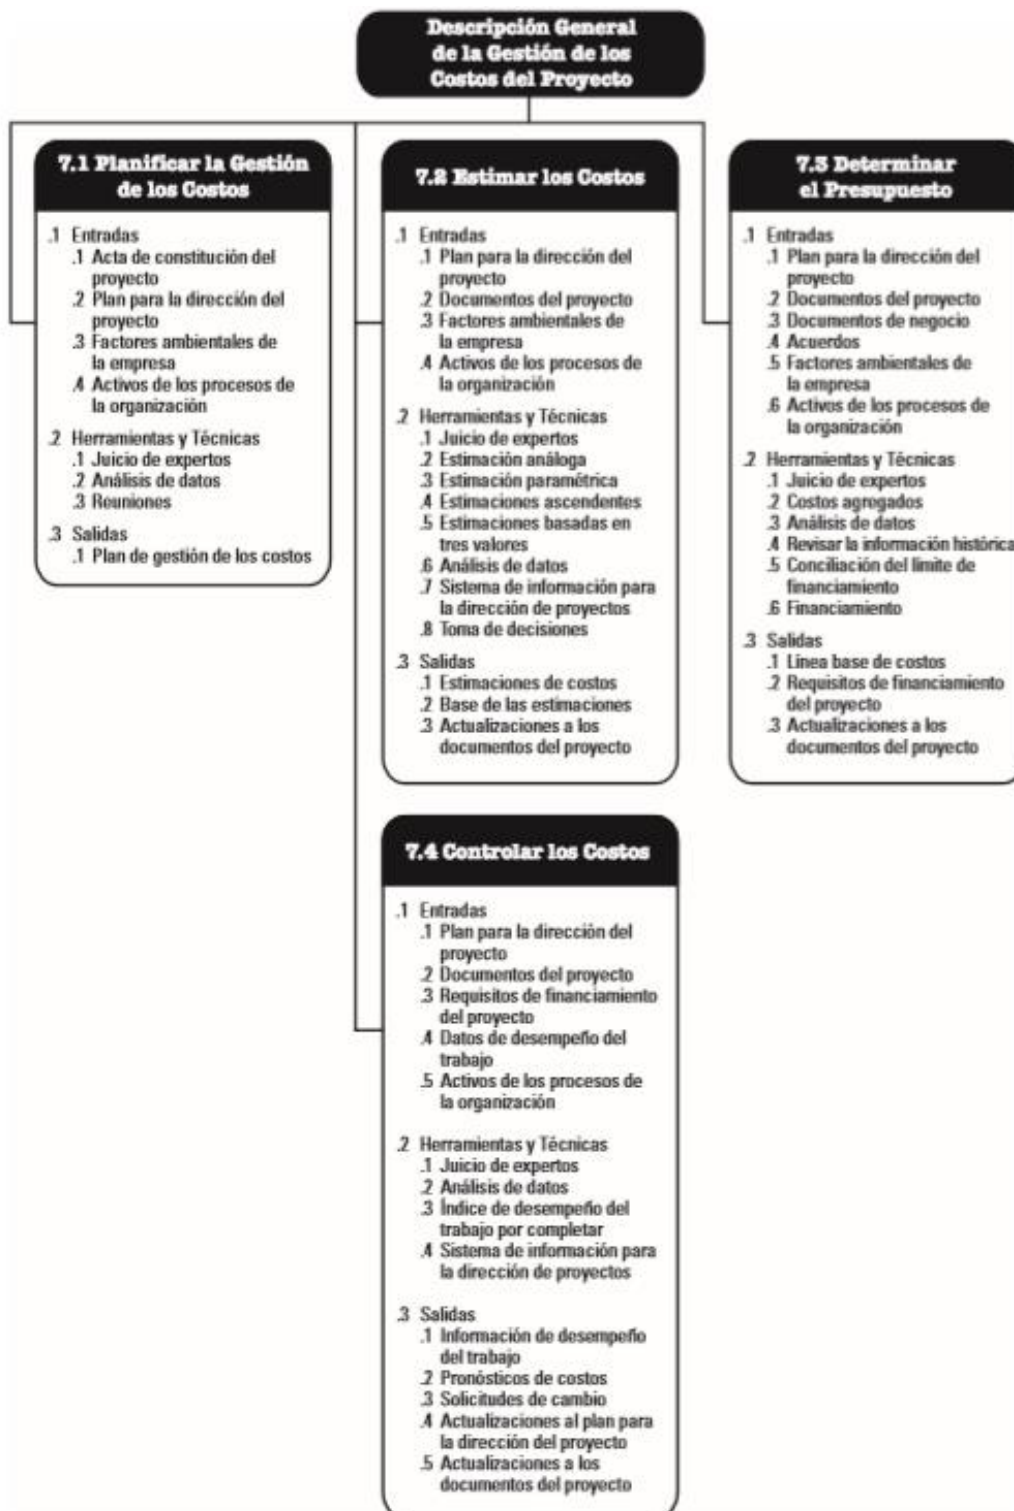 Descripción General
de la Gestión de los
Costos del Proyecto
7.1 Planificar la Gestión
de los Costos
.1 Entradas
.1 Acta de constitución del
proyecto
.2 Plan para la dirección del
proyecto
.3 Factores ambientales de
la empresa
.4 Activos de los procesos de
la organización
.2 Herramientas y Técnicas
.1 Juicio de expertos
.2 Análisis de datos
.3 Reuniones
.3 Salidas
.1 Plan de gestión de los costos
7.2 Estimar los Costos
.1 Entradas
.1 Plan para la dirección del
proyecto
.2 Documentos del proyecto
.3 Factores ambientales de
la empresa
.4 Activos de los procesos de
la organización
.2 Herramientas y Técnicas
.1 Juicio de expertos
.2 Estimación análoga
.3 Estimación paramétrica
.4 Estimaciones ascendentes
.5 Estimaciones basadas en
tres valores
.6 Análisis de datos
.7 Sistema de información para
la dirección de proyectos
.8 Toma de decisiones
.3 Salidas
.1 Estimaciones de costos
.2 Base de las estimaciones
.3 Actualizaciones a los
documentos del proyecto
7.3 Determinar
el Presupuesto
.1 Entradas
.1 Plan para la dirección del
proyecto
.2 Documentos del proyecto
.3 Documentos de negocio
.4 Acuerdos
.5 Factores ambientales de
la empresa
.6 Activos de los procesos de
la organización
.2 Herramientas y Técnicas
.1 Juicio de expertos
.2 Costos agregados
.3 Análisis de datos
.4 Revisar la información histórica
.5 Conciliación del límite de
financiamiento
.6 Financiamiento
.3 Salidas
.1 Línea base de costos
.2 Requisitos de financiamiento
del proyecto
.3 Actualizaciones a los
documentos del proyecto
7.4 Controlar los Costos
.1 Entradas
.1 Plan para la dirección del
proyecto
.2 Documentos del proyecto
.3 Requisitos de financiamiento
del proyecto
.4 Datos de desempeño del
trabajo
.5 Activos de los procesos de
la organización
.2 Herramientas y Técnicas
.1 Juicio de expertos
.2 Análisis de datos
.3 Índice de desempeño del
trabajo por completar
.4 Sistema de información para
la dirección de proyectos
.3 Salidas
.1 Información de desempeño
del trabajo
.2 Pronósticos de costos
.3 Solicitudes de cambio
.4 Actualizaciones al plan para
la dirección del proyecto
.5 Actualizaciones a los
documentos del proyecto